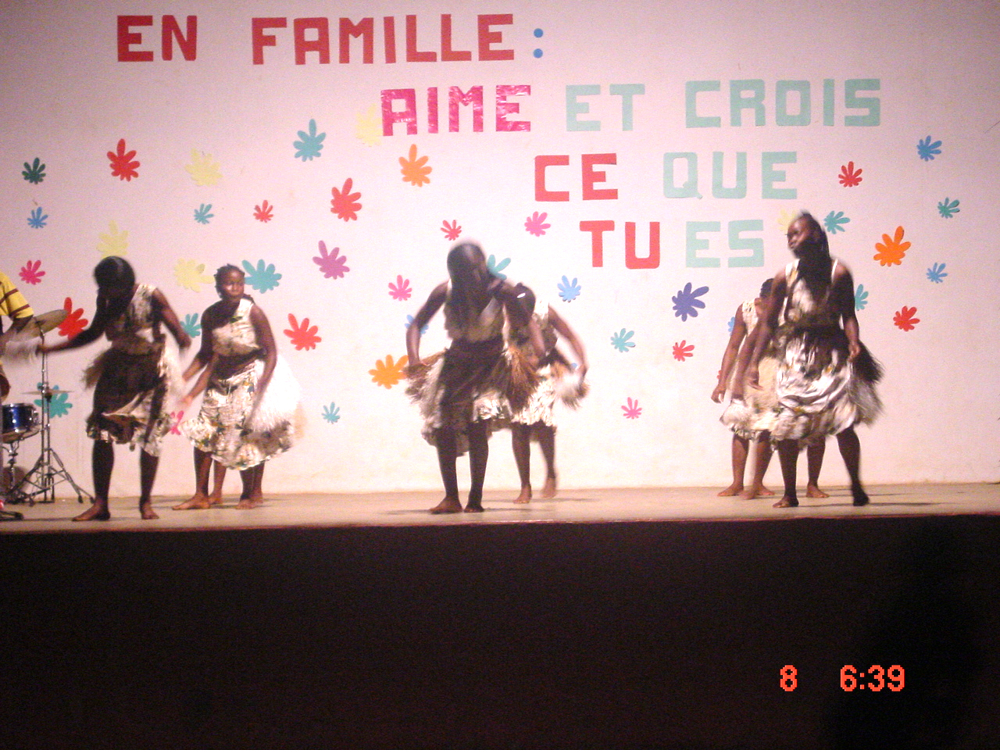 EN FAMILLE:
AIME ET CROIS
CE QUE
TU ES
8 6:39